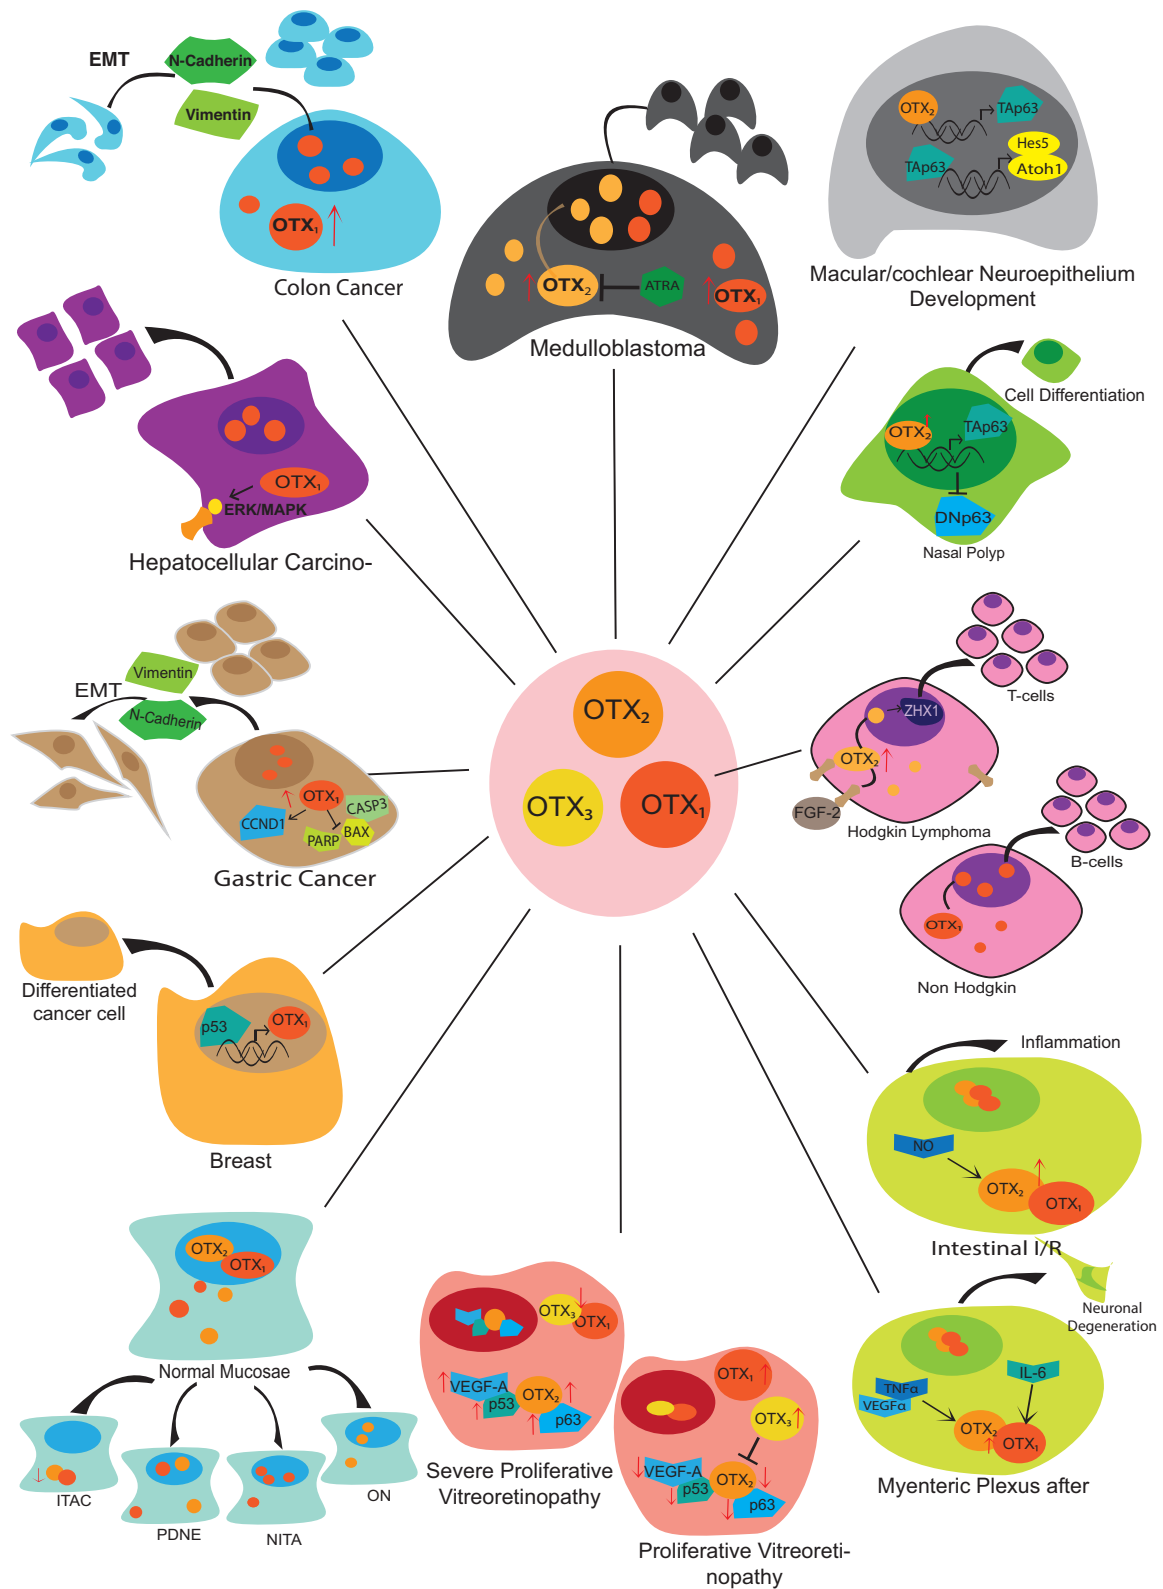 EMT
N-Cadherin
Vimentin
OTX₁
Colon Cancer
OTX₂
ATRA
OTX₁
Medulloblastoma
OTX₂
TAp63
TAp63
Hes5
Atoh1
Macular/cochlear Neuroepithelium
Development
OTX₁
ERK/MAPK
Hepatocellular Carcino-
Cell Differentiation
OTX₂
TAp63
DNp63
Nasal Polyp
Vimentin
EMT
N-Cadherin
OTX₁
CASP3
CCND1
BAX
PARP
Gastric Cancer
OTX₂
OTX₃
OTX₁
T-cells
ZHX1
OTX₂
FGF-2
Hodgkin Lymphoma
B-cells
OTX₁
Non Hodgkin
Differentiated
cancer cell
p53
OTX₁
Breast
Inflammation
NO
OTX₂
OTX₁
Intestinal I/R
OTX₂
OTX₁
Normal Mucosae
ITAC
PDNE
NITA
ON
OTX₃
OTX₁
VEGF-A
p53
OTX₂
p63
Severe Proliferative
Vitreoretinopathy
OTX₁
OTX₃
VEGF-A
p53
OTX₂
p63
Proliferative Vitreoreti-
nopathy
Neuronal
Degeneration
IL-6
TNFα
VEGFα
OTX₂
OTX₁
Myenteric Plexus after